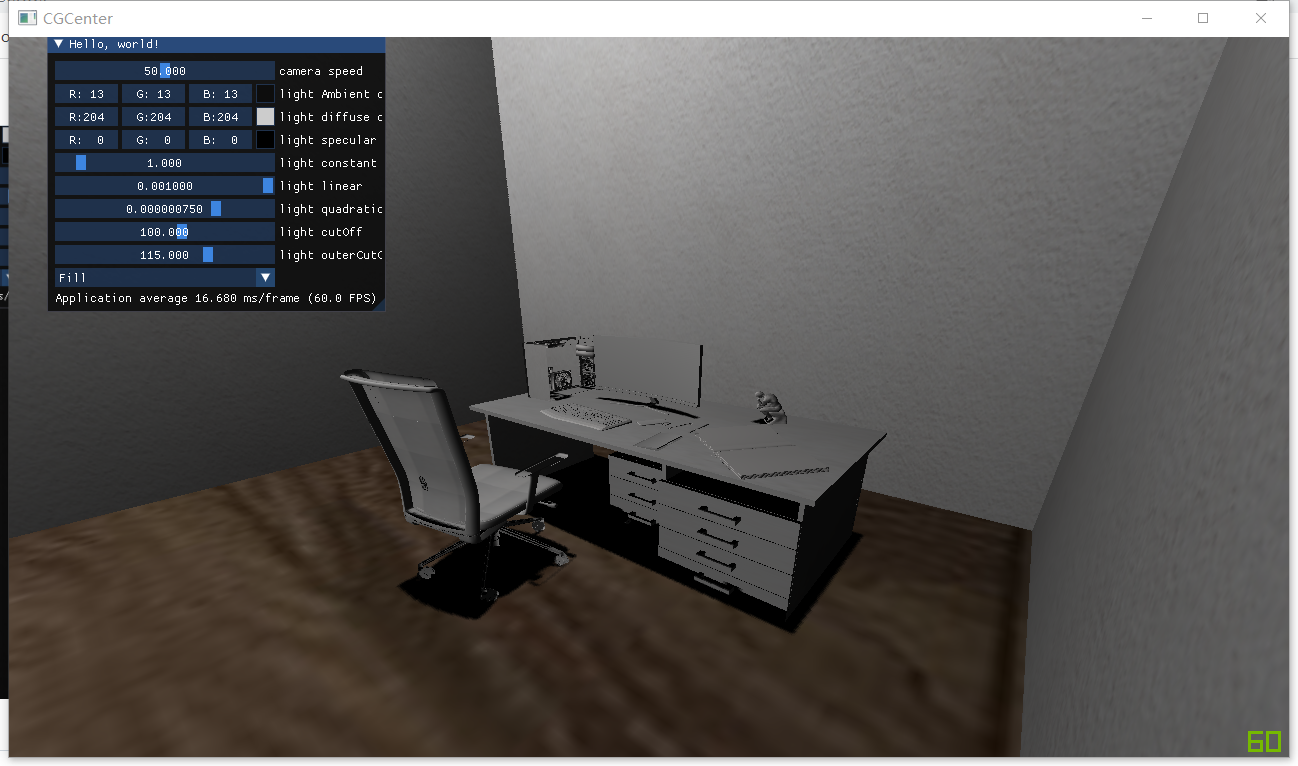 CGCenter
Hello, world!
50.000 camera speed
R: 13 G: 13 B: 13 light Ambient c
R:204 G:204 B:204 light diffuse c
R: 0 G: 0 B: 0 light specular
1.000 light constant
0.001000 light linear
0.000000750 light quadratic
100.000 light cutOff
115.000 light outerCutO
Fill
Application average 16.680 ms/frame (60.0 FPS)
60